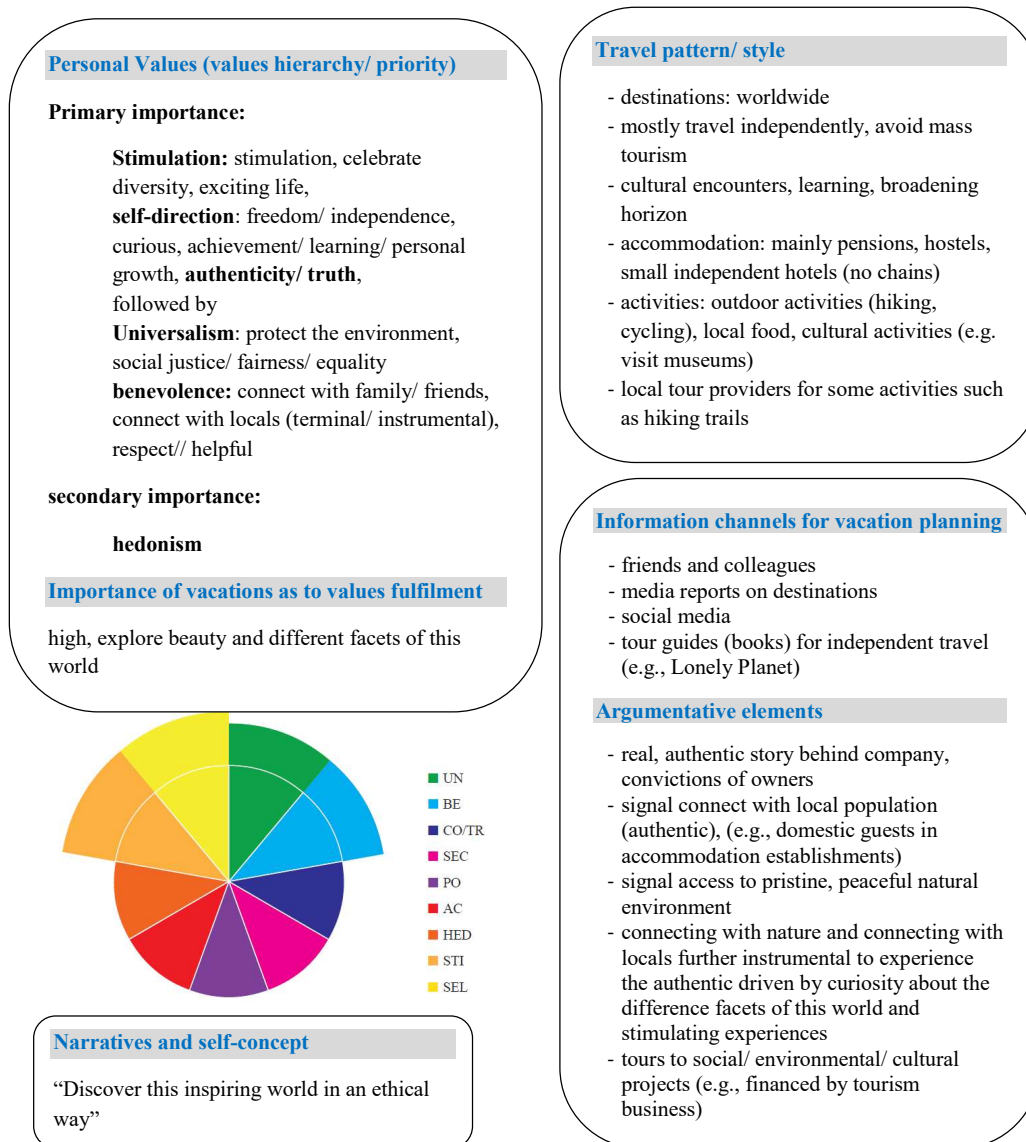 Personal Values (values hierarchy/ priority)
Primary importance:
Stimulation: stimulation, celebrate
diversity, exciting life,
self-direction: freedom/ independence,
curious, achievement/ learning/ personal
growth, authenticity/ truth,
followed by
Universalism: protect the environment,
social justice/ fairness/ equality
benevolence: connect with family/ friends,
connect with locals (terminal/ instrumental),
respect// helpful
secondary importance:
hedonism
Importance of vacations as to values fulfilment
high, explore beauty and different facets of this
world
UN
BE
CO/TR
SEC
PO
AC
HED
STI
SEL
Narratives and self-concept
“Discover this inspiring world in an ethical
way”
Travel pattern/ style
- destinations: worldwide
- mostly travel independently, avoid mass
tourism
- cultural encounters, learning, broadening
horizon
- accommodation: mainly pensions, hostels,
small independent hotels (no chains)
- activities: outdoor activities (hiking,
cycling), local food, cultural activities (e.g.
visit museums)
- local tour providers for some activities such
as hiking trails
Information channels for vacation planning
- friends and colleagues
- media reports on destinations
- social media
- tour guides (books) for independent travel
(e.g., Lonely Planet)
Argumentative elements
- real, authentic story behind company,
convictions of owners
- signal connect with local population
(authentic), (e.g., domestic guests in
accommodation establishments)
- signal access to pristine, peaceful natural
environment
- connecting with nature and connecting with
locals further instrumental to experience
the authentic driven by curiosity about the
difference facets of this world and
stimulating experiences
- tours to social/ environmental/ cultural
projects (e.g., financed by tourism
business)